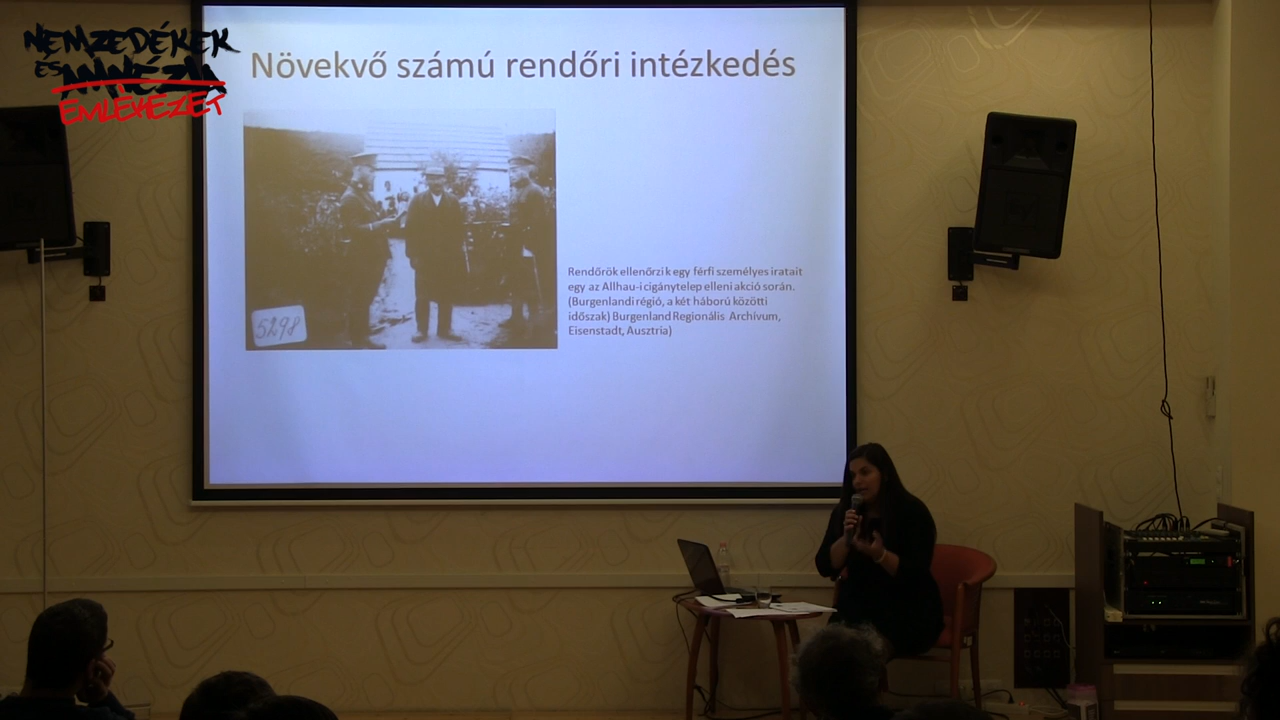 NEMZEDÉKEK
ÉS AMNÉZIA
EMLÉKEZET
Növekvő számú rendőri intézkedés
5298
Rendőrök ellenőrzik egy férfi személyes iratait
egy az Allhau-i cigánytelep elleni akció során.
(Burgenlandi régió, a két háború közötti
időszak) Burgenland Regionális Archívum,
Eisenstadt, Ausztria)